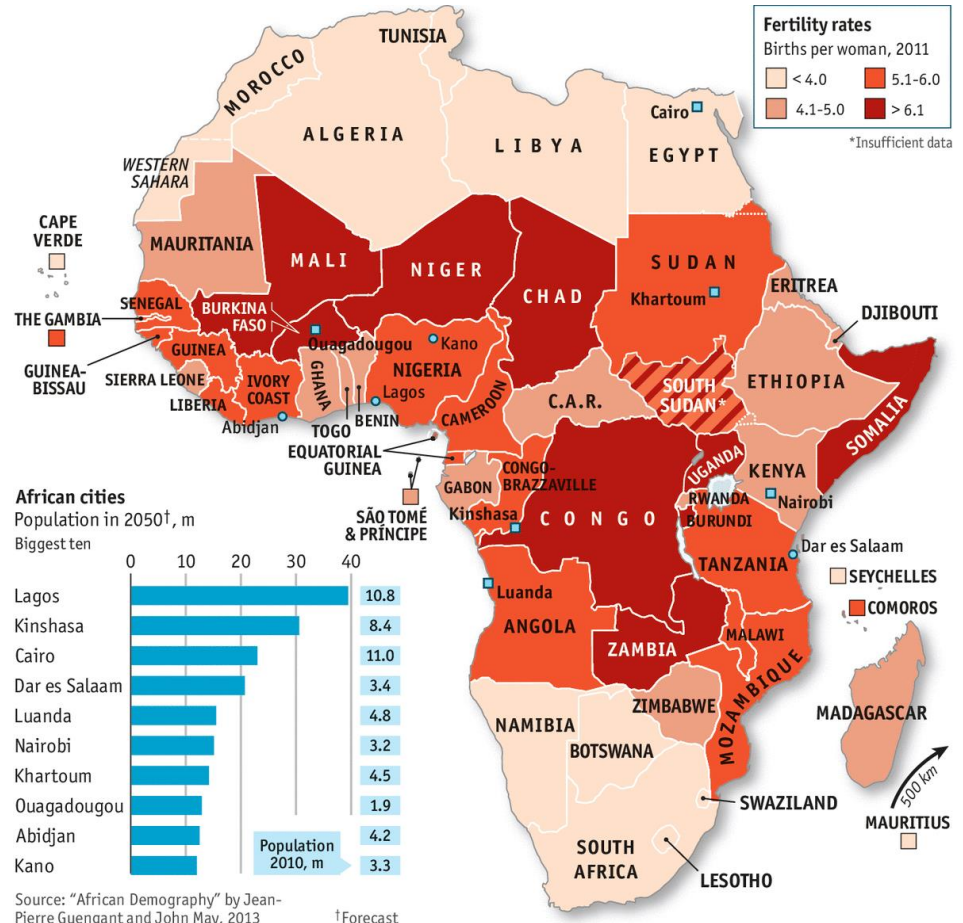 Fertility rates
Births per woman, 2011
< 4.0
5.1-6.0
4.1-5.0
> 6.1
*Insufficient data
TUNISIA
MOROCCO
ALGERIA
LIBYA
Cairo
EGYPT
WESTERN
SAHARA
CAPE
VERDE
MAURITANIA
MALI
NIGER
CHAD
SUDAN
Khartoum
ERITREA
DJIBOUTI
SENEGAL
THE GAMBIA
BURKINA
FASO
Ouagadougou
Kano
GUINEA-
BISSAU
GUINEA
SIERRA LEONE
LIBERIA
IVORY
COAST
GHANA
NIGERIA
Lagos
Abidjan
TOGO
BENIN
CAMEROON
C.A.R.
SOUTH
SUDAN*
ETHIOPIA
SOMALIA
EQUATORIAL
GUINEA
GABON
CONGO-
BRAZZAVILLE
UGANDA
KENYA
Nairobi
RWANDA
BURUNDI
SÃO TOMÉ
& PRÍNCIPE
Kinshasa
CONGO
TANZANIA
Dar es Salaam
SEYCHELLES
COMOROS
Luanda
ANGOLA
ZAMBIA
MALAWI
MOZAMBIQUE
ZIMBABWE
NAMIBIA
BOTSWANA
MADAGASCAR
500 km
MAURITIUS
SWAZILAND
SOUTH
AFRICA
LESOTHO
African cities
Population in 2050†, m
Biggest ten
0 10 20 30 40
Lagos 10.8
Kinshasa 8.4
Cairo 11.0
Dar es Salaam 3.4
Luanda 4.8
Nairobi 3.2
Khartoum 4.5
Ouagadougou 1.9
Abidjan 4.2
Kano 3.3
Population
2010, m
Source: "African Demography" by Jean-
Pierre Guengant and John May, 2013
†Forecast